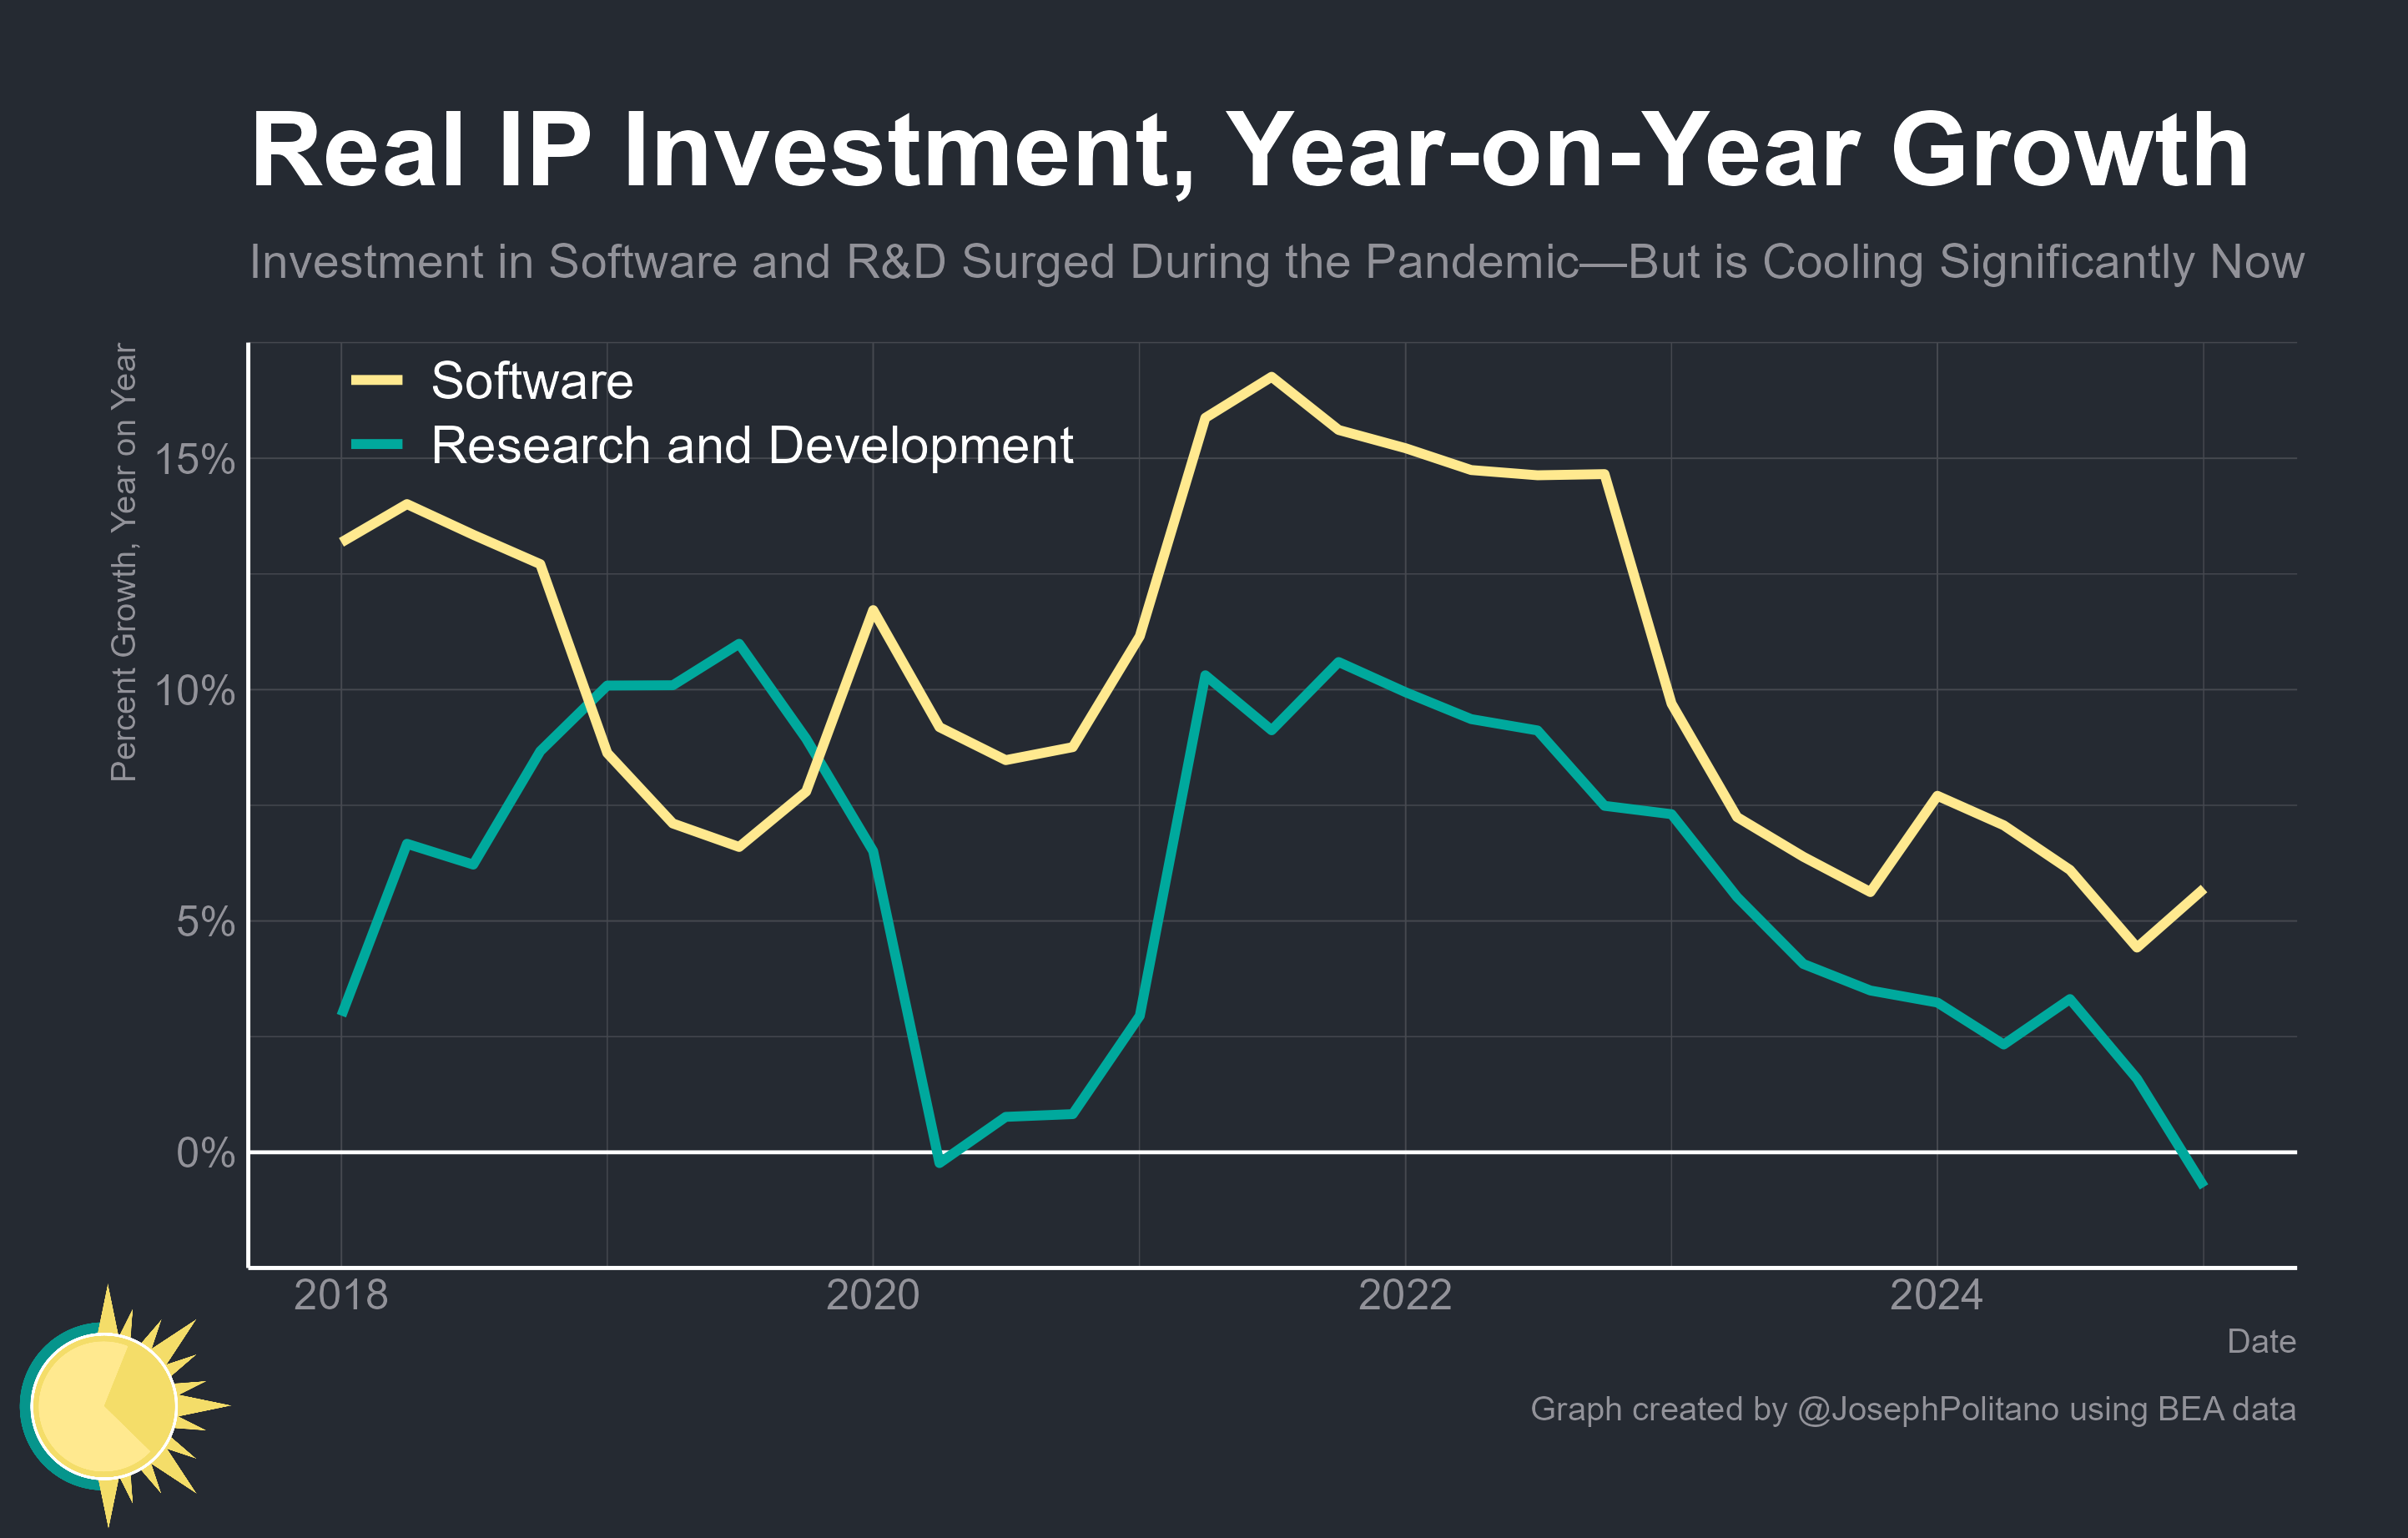 Real IP Investment, Year-on-Year Growth
Investment in Software and R&D Surged During the Pandemic—But is Cooling Significantly Now
Percent Growth, Year on Year
Software
Research and Development
15%
10%
5%
0%
2018 2020 2022 2024
Date
Graph created by @JosephPolitano using BEA data